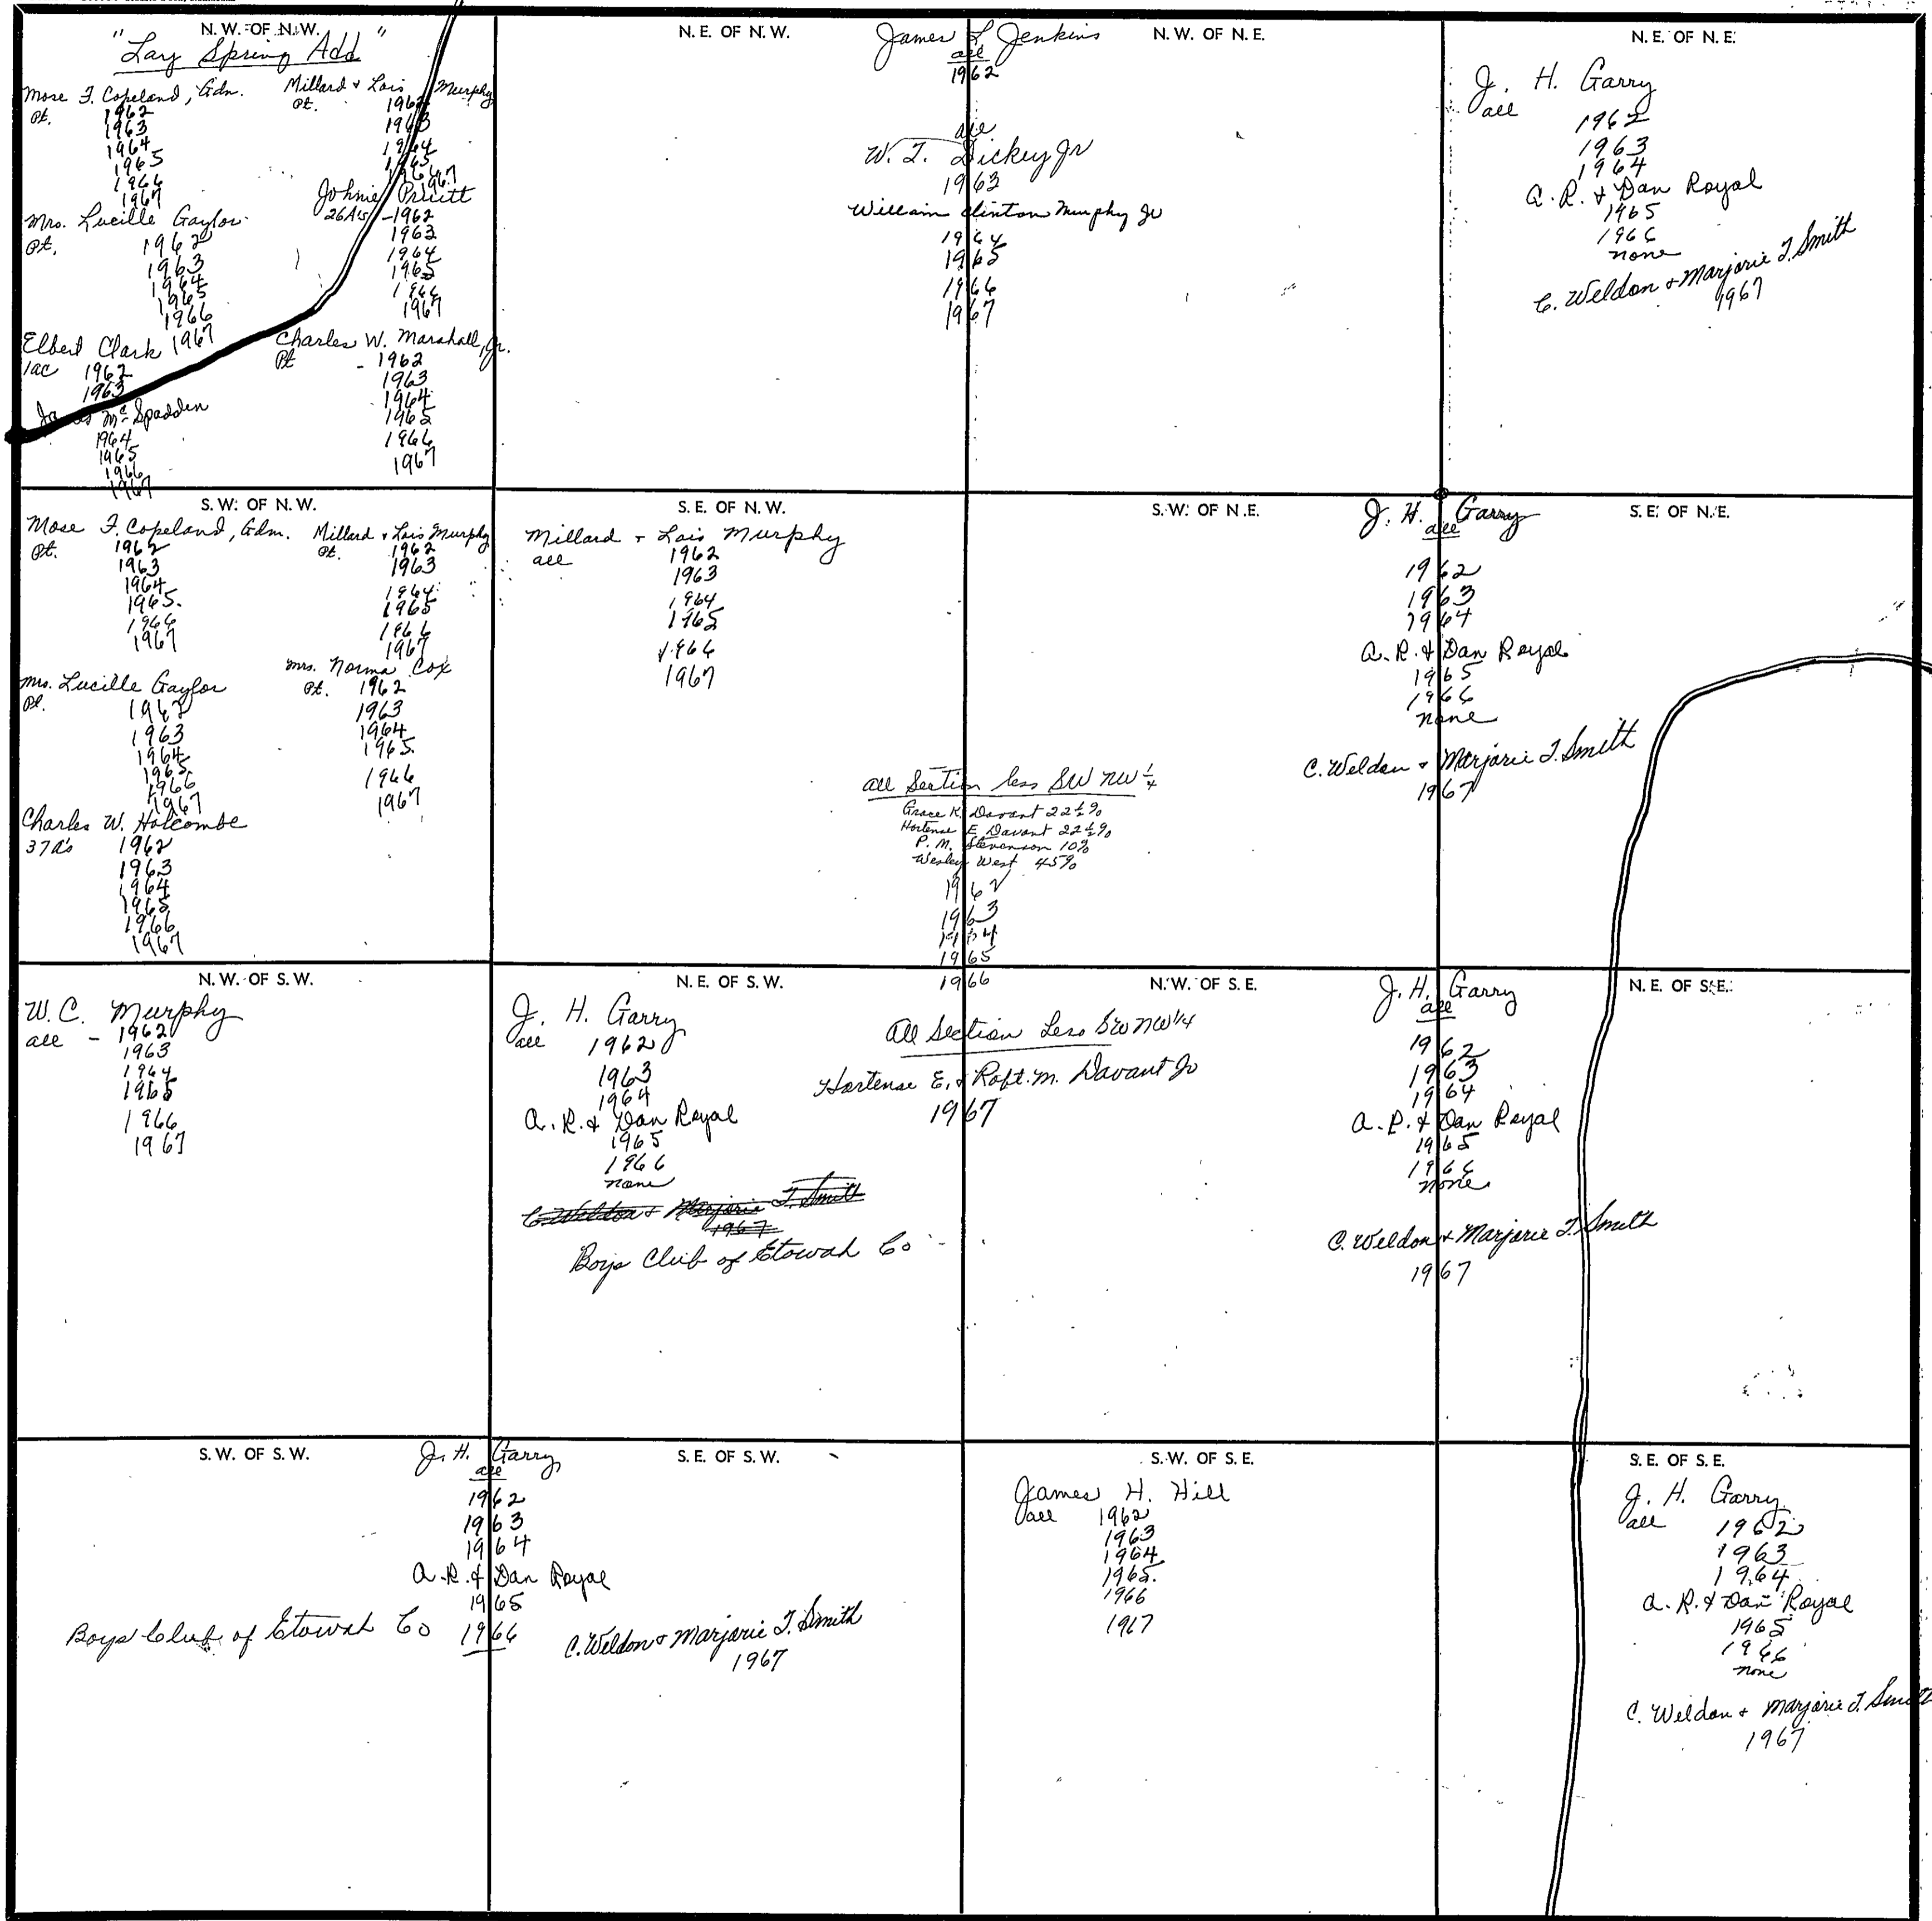 N. W. OF N. W.
"Lay Spring Add"
Mose F. Copeland, Gdn.
Pt.
1962
1963
1964
1965
1966
1967
Millard & Lois Murphy
Pt.
1962
1963
1964
1965
1966
1967
Mrs. Lucille Gaylor
Pt.
1962
1963
1964
1965
1966
1967
Johnie Pruitt
26 A's - 1962
1963
1964
1965
1966
1967
Elbert Clark
1ac 1962
1963
Mc Spadden
1964
1965
1966
1967
Charles W. Marshall, Jr.
Pt - 1962
1963
1964
1965
1966
1967
N. E. OF N. W.
N. W. OF N. E.
James L Jenkins
all
1962
all
W. T. Dickey Jr
1963
William Clinton Murphy Jr
1964
1965
1966
1967
N. E. OF N. E.
J. H. Garry
all
1962
1963
1964
A. R. & Dan Royal
1965
1966
none
C. Weldon & Marjorie T. Smith
1967
S. W. OF N. W.
Mose F. Copeland, Gdm.
Pt.
1962
1963
1964
1965.
1966
1967
Millard & Lois Murphy
Pt.
1962
1963
1964
1965
1966
1967
Mrs. Lucille Gaylor
Pt.
1962
1963
1964
1965
1966
1967
Mrs. Norma Cox
Pt. 1962
1963
1964
1965.
1966
1967
Charles W. Holcombe
37 A's 1962
1963
1964
1965
1966
1967
S. E. OF N. W.
Millard & Lois Murphy
all
1962
1963
1964
1965
1966
1967
S. W. OF N. E.
all Section less SW NW ¼
Grace K. Davant 22½%
Hortense E Davant 22½%
P. M. Stevenson 10%
Wesley West 45%
1962
1963
1964
1965
1966
S. E. OF N. E.
J. H. Garry
all
1962
1963
1964
A. R. & Dan Royal
1965
1966
none
C. Weldon & Marjorie T. Smith
1967
N. W. OF S. W.
W. C. Murphy
all - 1962
1963
1964
1965
1966
1967
N. E. OF S. W.
J. H. Garry
all 1962
1963
1964
A. R. & Dan Royal
1965
1966
none
C. Weldon & Marjorie T. Smith
1967
Boys Club of Etowah Co
N. W. OF S. E.
All Section Less SW NW 1/4
Hortense E. & Robt. M. Davant Jr
1967
N. E. OF S. E.
J. H. Garry
all
1962
1963
1964
A. R. & Dan Royal
1965
1966
none
C. Weldon & Marjorie T. Smith
1967
S. W. OF S. W.
S. E. OF S. W.
J. H. Garry
all
1962
1963
1964
A. R. & Dan Royal
1965
1966
Boys Club of Etowah Co
C. Weldon & Marjorie T. Smith
1967
S. W. OF S. E.
James H. Hill
all 1962
1963
1964
1965.
1966
1967
S. E. OF S. E.
J. H. Garry
all 1962
1963
1964
A. R. & Dan Royal
1965
1966
none
C. Weldon & Marjorie T. Smith
1967